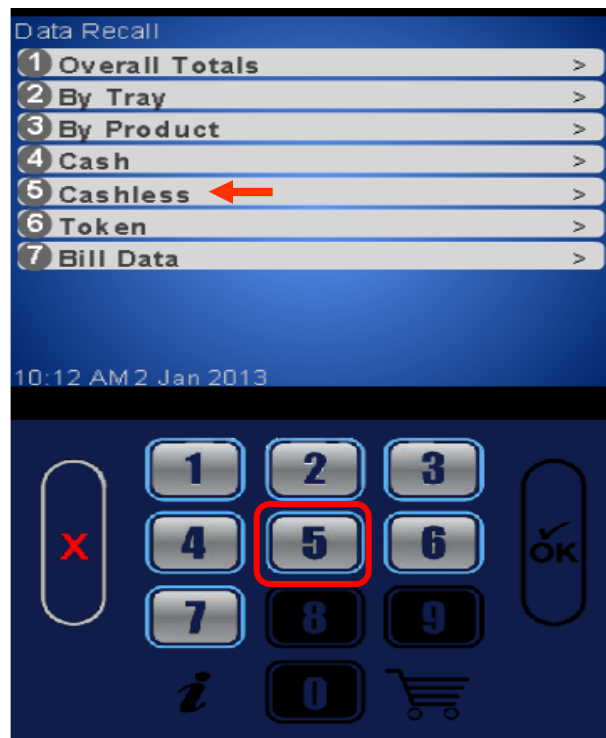 Data Recall
1 Overall Totals >
2 By Tray >
3 By Product >
4 Cash >
5 Cashless >
6 Token >
7 Bill Data >
10:12 AM 2 Jan 2013
1 2 3
X 4 5 6 OK
7 8 9
i 0